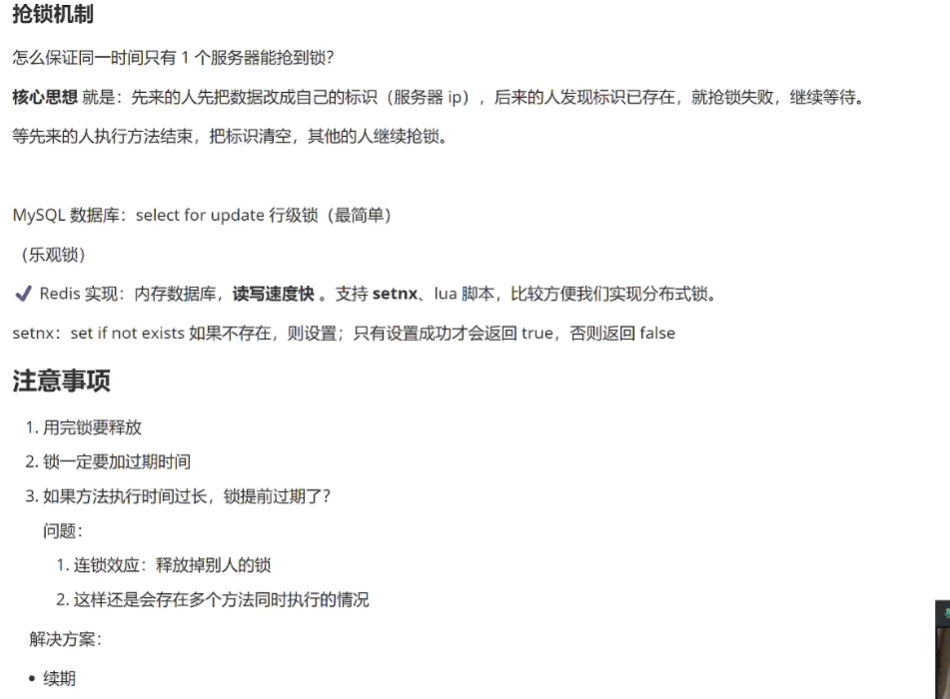 抢锁机制
怎么保证同一时间只有 1 个服务器能抢到锁？
核心思想 就是：先来的人先把数据改成自己的标识（服务器 ip），后来的人发现标识已存在，就抢锁失败，继续等待。
等先来的人执行方法结束，把标识清空，其他的人继续抢锁。
MySQL 数据库：select for update 行级锁（最简单）
（乐观锁）
✔ Redis 实现：内存数据库，读写速度快 。支持 setnx、lua 脚本，比较方便我们实现分布式锁。
setnx：set if not exists 如果不存在，则设置；只有设置成功才会返回 true，否则返回 false
注意事项
1. 用完锁要释放
2. 锁一定要加过期时间
3. 如果方法执行时间过长，锁提前过期了？
问题：
1. 连锁效应：释放掉别人的锁
2. 这样还是会存在多个方法同时执行的情况
解决方案：
• 续期